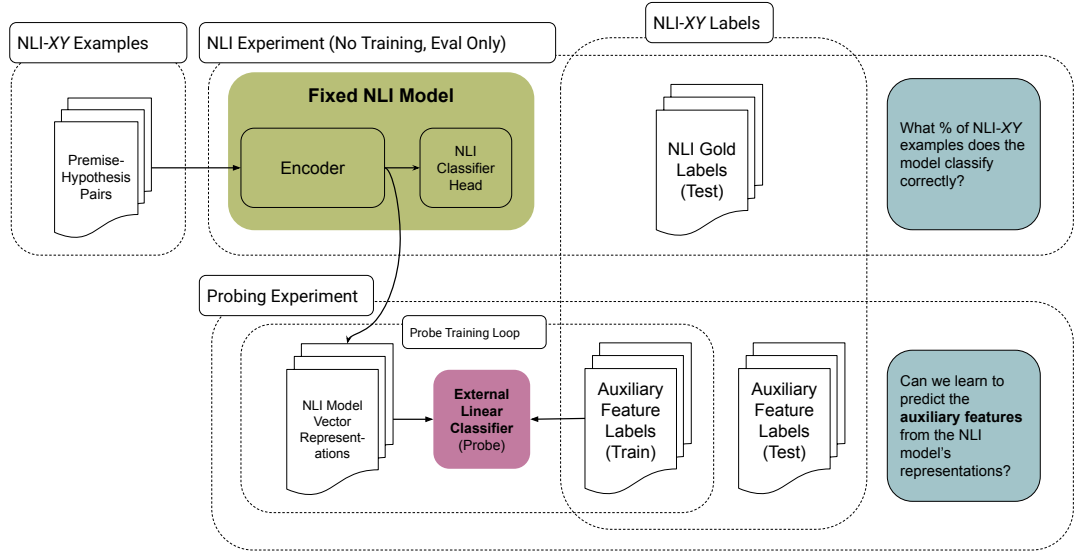 NLI-XY Examples
NLI Experiment (No Training, Eval Only)
NLI-XY Labels
Premise-
Hypothesis
Pairs
Fixed NLI Model
Encoder
NLI
Classifier
Head
NLI Gold
Labels
(Test)
What % of NLI-XY
examples does the
model classify
correctly?
Probing Experiment
Probe Training Loop
NLI Model
Vector
Represent-
ations
External
Linear
Classifier
(Probe)
Auxiliary
Feature
Labels
(Train)
Auxiliary
Feature
Labels
(Test)
Can we learn to
predict the
auxiliary features
from the NLI
model's
representations?